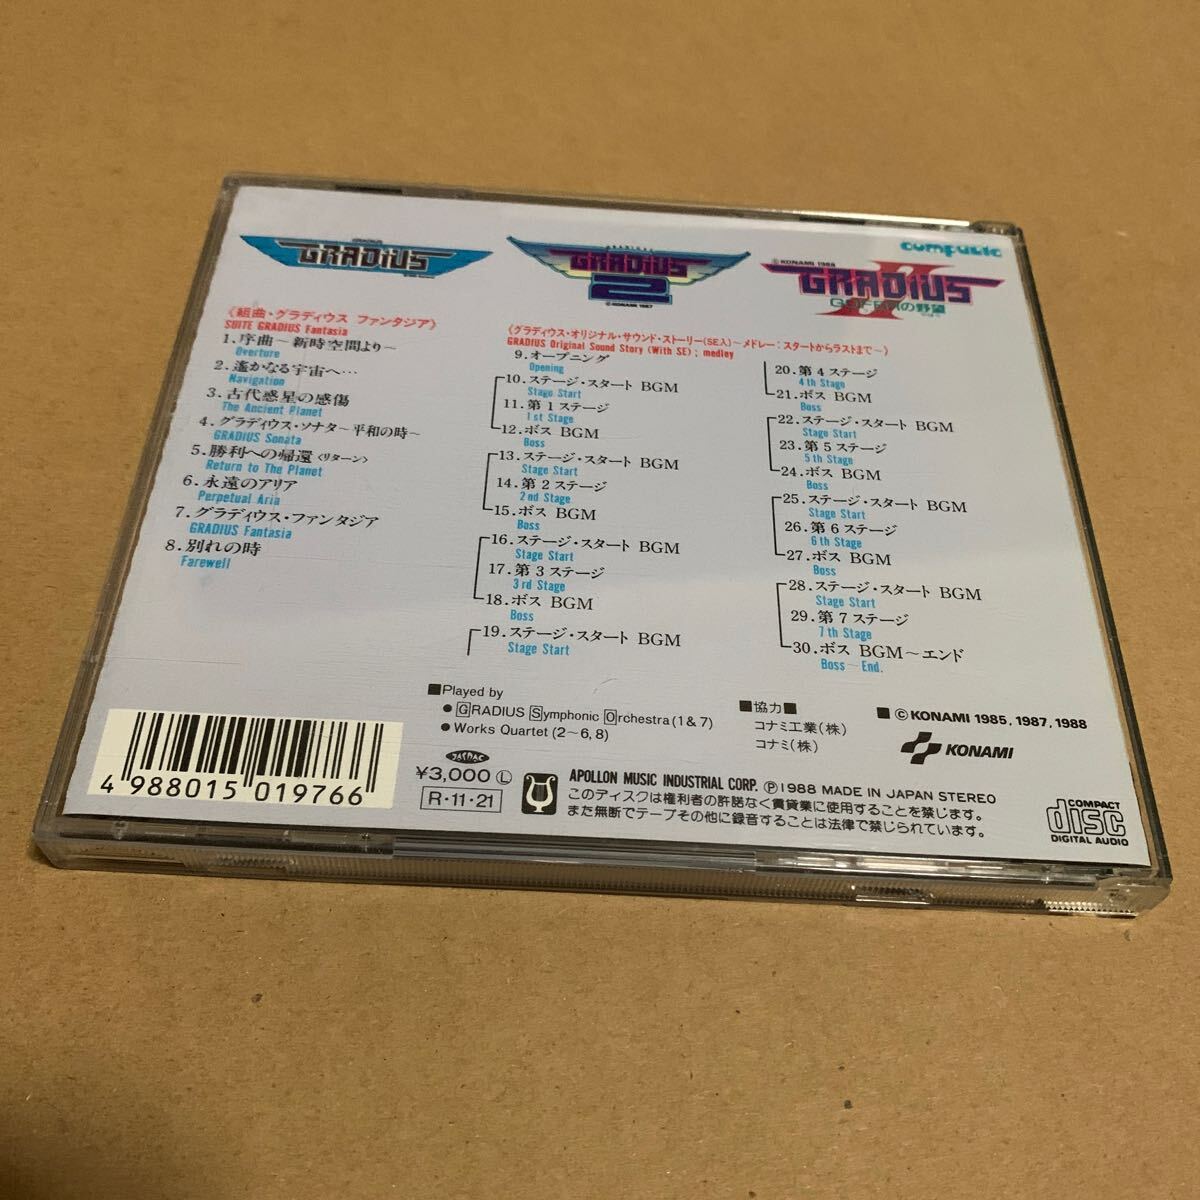 GRADIUS
GRADIUS
2
© KONAMI 1987
compusic
© KONAMI 1988
GRADIUS
II
の野望
《組曲・グラディウス ファンタジア》
SUITE GRADIUS Fantasia
1.序曲～新時空間より～
Overture
2.遙かなる宇宙へ…
Navigation
3.古代惑星の感傷
The Ancient Planet
4.グラディウス・ソナタ～平和の時～
GRADIUS Sonata
5.勝利への帰還〈リターン〉
Return to The Planet
6.永遠のアリア
Perpetual Aria
7.グラディウス・ファンタジア
GRADIUS Fantasia
8.別れの時
Farewell
《グラディウス・オリジナル・サウンド・ストーリー(SE入)～メドレー：スタートからラストまで～》
GRADIUS Original Sound Story (With SE) ; medley
9.オープニング
Opening
10.ステージ・スタート BGM
Stage Start
11.第1ステージ
1st Stage
12.ボス BGM
Boss
13.ステージ・スタート BGM
Stage Start
14.第2ステージ
2nd Stage
15.ボス BGM
Boss
16.ステージ・スタート BGM
Stage Start
17.第3ステージ
3rd Stage
18.ボス BGM
Boss
19.ステージ・スタート BGM
Stage Start
20.第4ステージ
4th Stage
21.ボス BGM
Boss
22.ステージ・スタート BGM
Stage Start
23.第5ステージ
5th Stage
24.ボス BGM
Boss
25.ステージ・スタート BGM
Stage Start
26.第6ステージ
6th Stage
27.ボス BGM
Boss
28.ステージ・スタート BGM
Stage Start
29.第7ステージ
7th Stage
30.ボス BGM～エンド
Boss～End.
■Played by
●GRADIUS Symphonic Orchestra(1&7)
●Works Quartet(2～6,8)
■協力■
コナミ工業(株)
コナミ(株)
■ ©KONAMI 1985, 1987, 1988
KONAMI
4 988015 019766
JASRAC
¥3,000 Ⓛ
R・11・21
APOLLON MUSIC INDUSTRIAL CORP. Ⓟ1988 MADE IN JAPAN STEREO
このディスクは権利者の許諾なく賃貸業に使用することを禁じます。
また無断でテープその他に録音することは法律で禁じられています。
COMPACT
disc
DIGITAL AUDIO